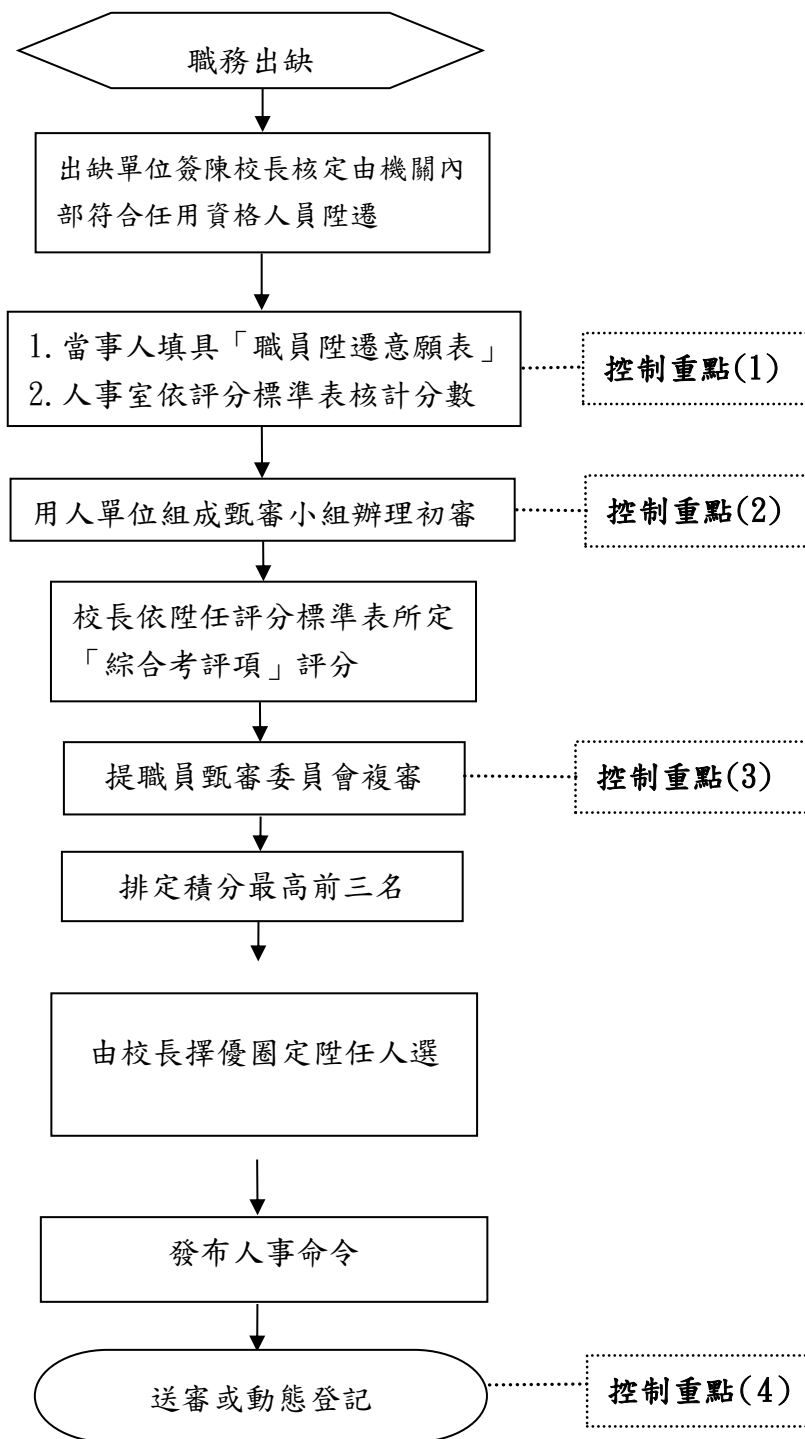 職務出缺
出缺單位簽陳校長核定由機關內
部符合任用資格人員陞遷
1.當事人填具「職員陞遷意願表」
2.人事室依評分標準表核計分數
控制重點(1)
用人單位組成甄審小組辦理初審
控制重點(2)
校長依陞任評分標準表所定
「綜合考評項」評分
提職員甄審委員會複審
控制重點(3)
排定積分最高前三名
由校長擇優圈定陞任人選
發布人事命令
送審或動態登記
控制重點(4)